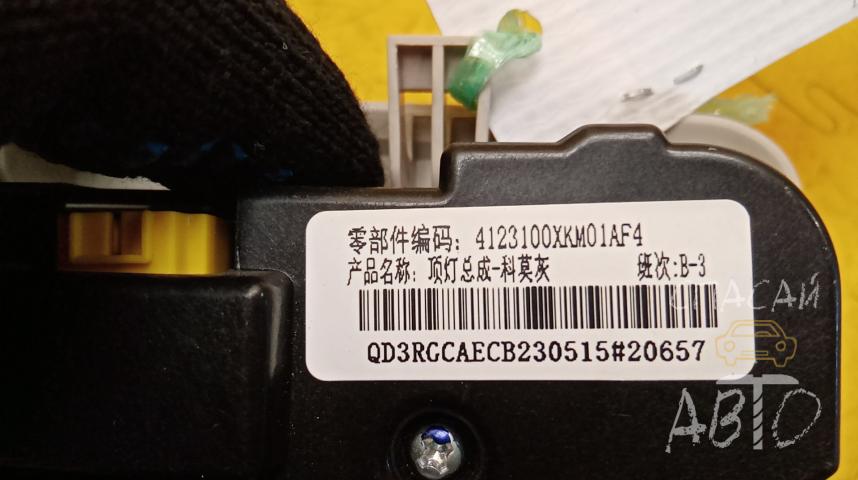 零部件编码: 4123100XKM01AF4
产品名称: 顶灯总成-科莫灰 班次:B-3
QD3RGCAECB230515#20657
СПАСАЙ
АВТО